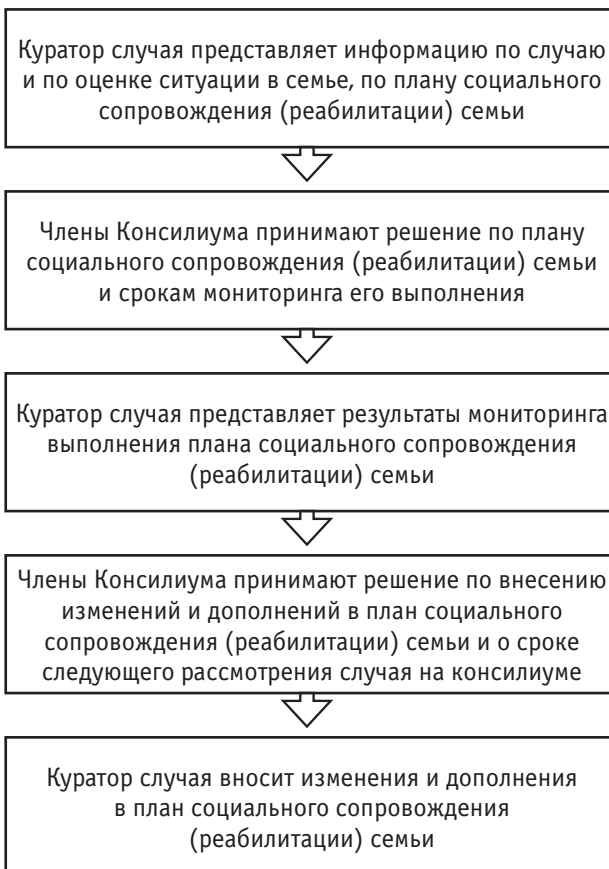 Куратор случая представляет информацию по случаю
и по оценке ситуации в семье, по плану социального
сопровождения (реабилитации) семьи
Члены Консилиума принимают решение по плану
социального сопровождения (реабилитации) семьи
и срокам мониторинга его выполнения
Куратор случая представляет результаты мониторинга
выполнения плана социального сопровождения
(реабилитации) семьи
Члены Консилиума принимают решение по внесению
изменений и дополнений в план социального
сопровождения (реабилитации) семьи и о сроке
следующего рассмотрения случая на консилиуме
Куратор случая вносит изменения и дополнения
в план социального сопровождения
(реабилитации) семьи